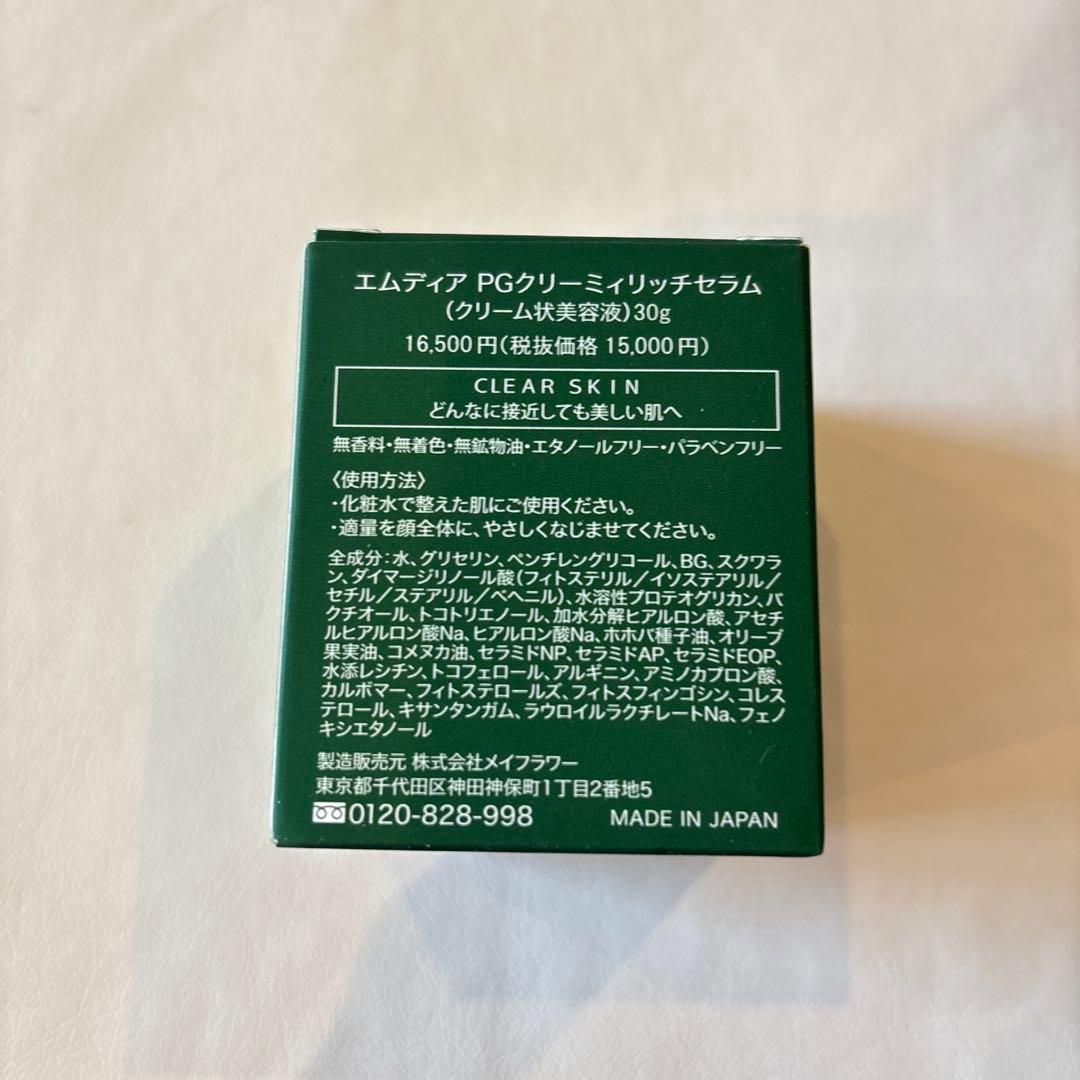 エムディア PGクリーミィリッチセラム
(クリーム状美容液)30g
16,500円(税抜価格 15,000円)
CLEAR SKIN
どんなに接近しても美しい肌へ
無香料・無着色・無鉱物油・エタノールフリー・パラベンフリー
〈使用方法〉
・化粧水で整えた肌にご使用ください。
・適量を顔全体に、やさしくなじませてください。
全成分：水、グリセリン、ペンチレングリコール、BG、スクワラ
ン、ダイマージリノール酸(フィトステリル／イソステアリル／
セチル／ステアリル／ベヘニル)、水溶性プロテオグリカン、バ
クチオール、トコトリエノール、加水分解ヒアルロン酸、アセチ
ルヒアルロン酸Na、ヒアルロン酸Na、ホホバ種子油、オリーブ
果実油、コメヌカ油、セラミドNP、セラミドAP、セラミドEOP、
水添レシチン、トコフェロール、アルギニン、アミノカプロン酸、
カルボマー、フィトステロールズ、フィトスフィンゴシン、コレス
テロール、キサンタンガム、ラウロイルラクチレートNa、フェノ
キシエタノール
製造販売元 株式会社メイフラワー
東京都千代田区神田神保町1丁目2番地5
0120-828-998 MADE IN JAPAN